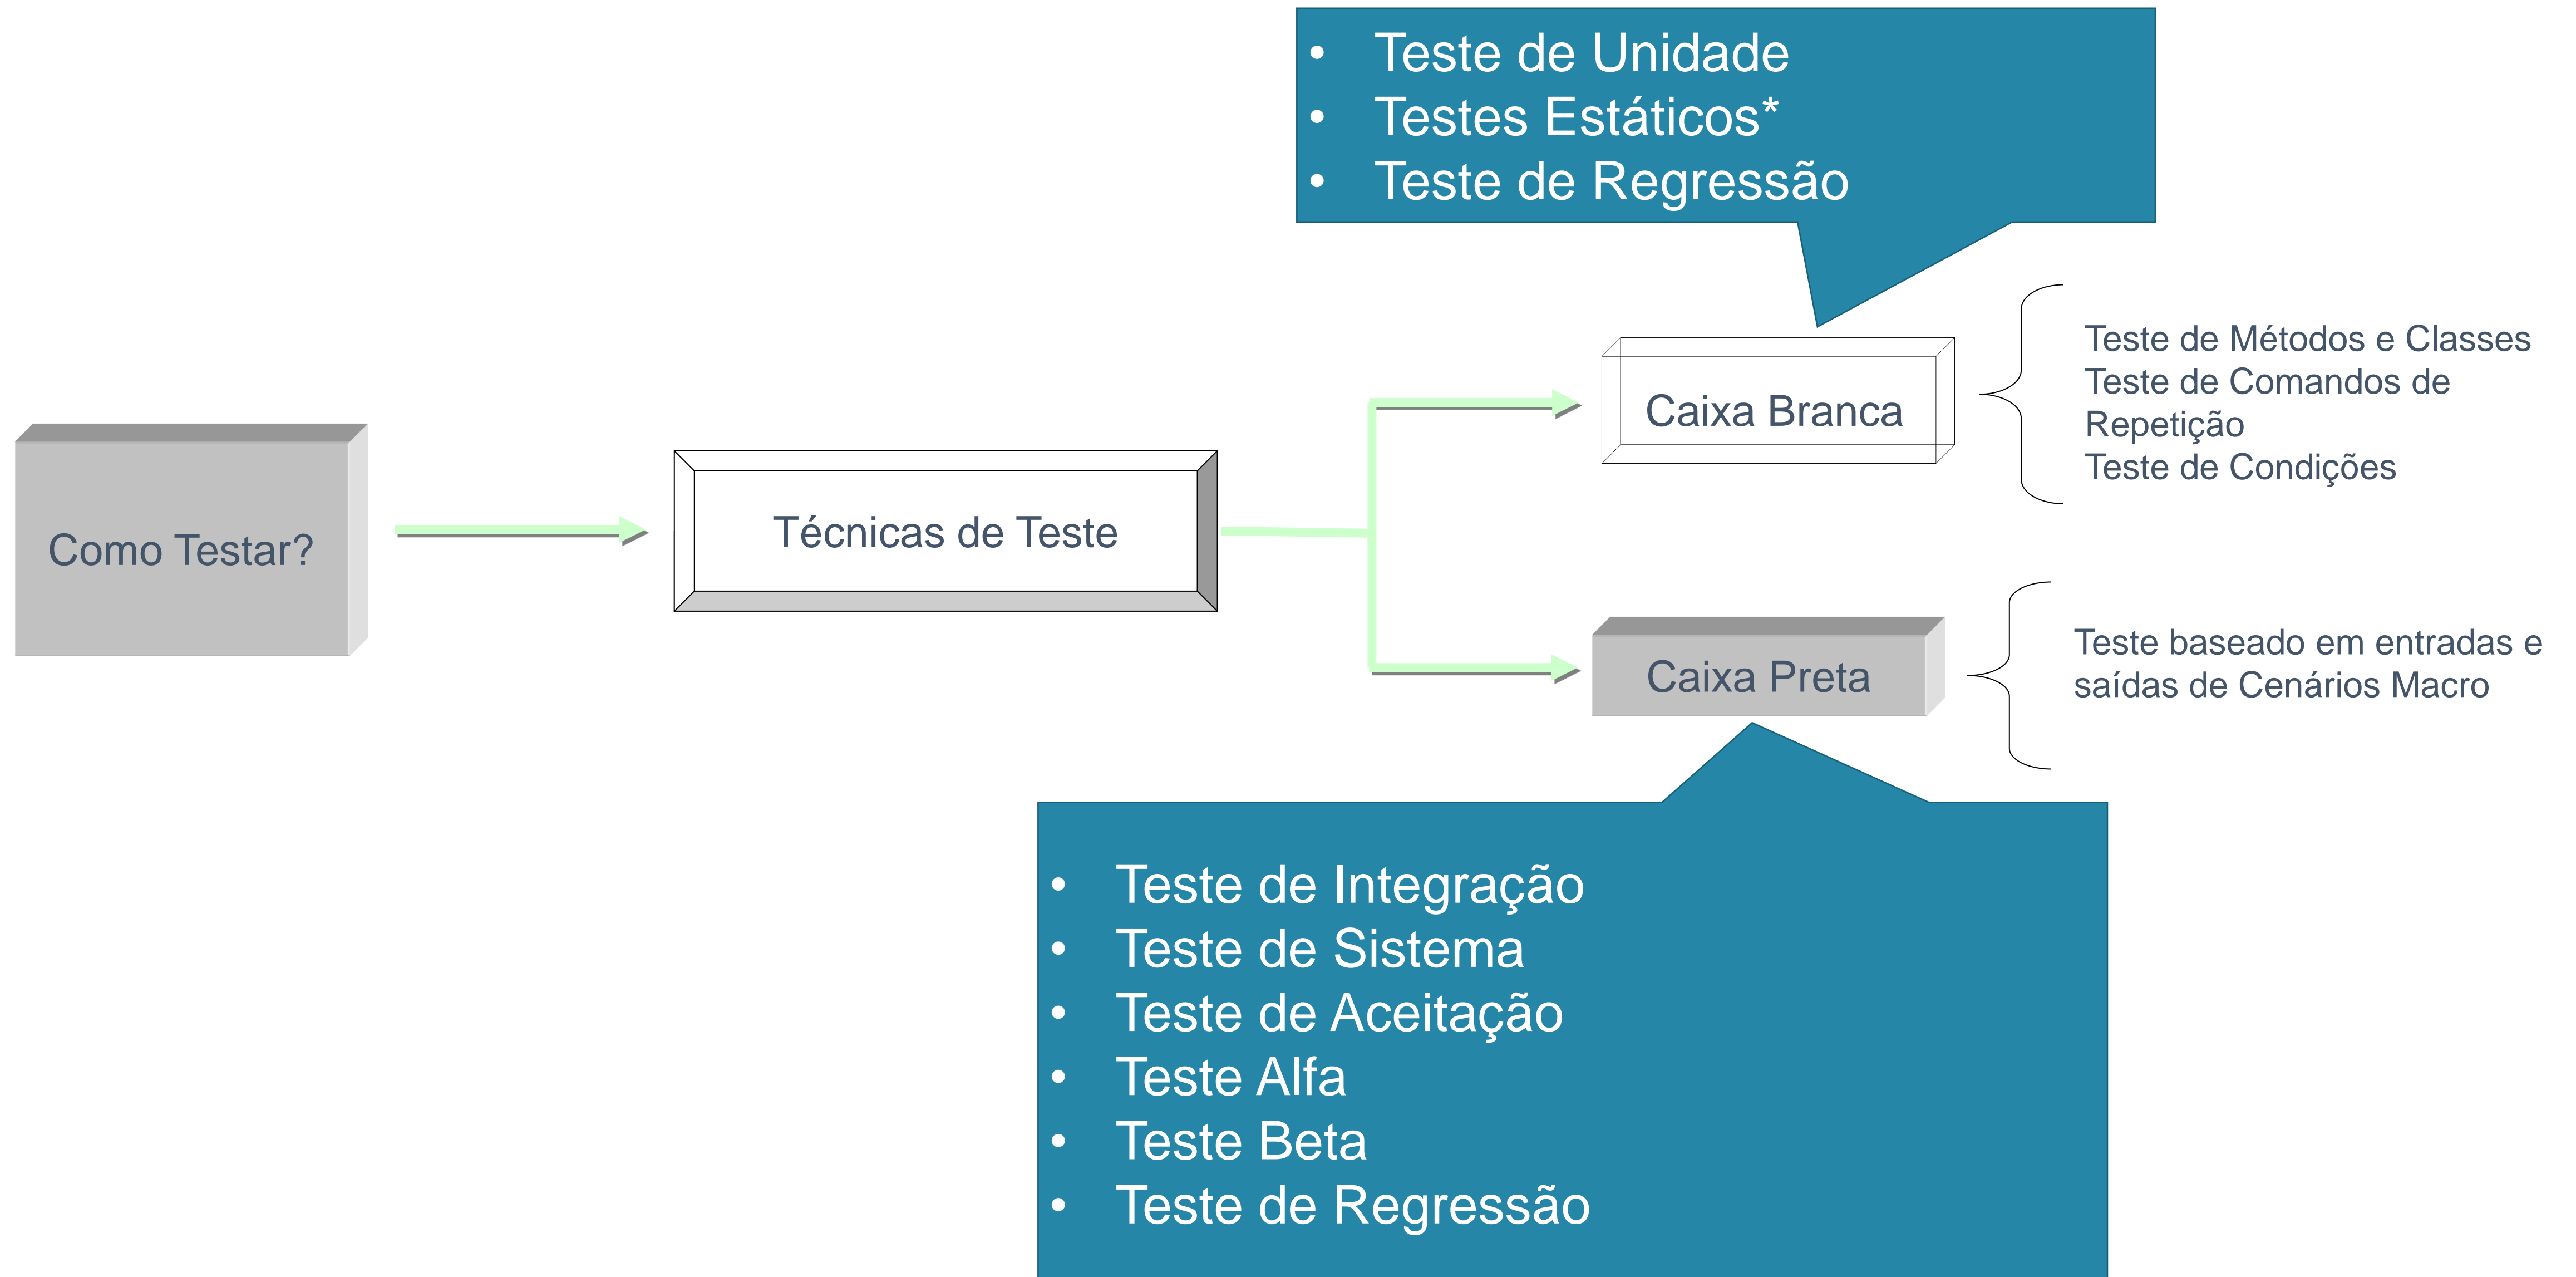 • Teste de Unidade
• Testes Estáticos*
• Teste de Regressão
Como Testar?
Técnicas de Teste
Caixa Branca
Teste de Métodos e Classes
Teste de Comandos de
Repetição
Teste de Condições
Caixa Preta
Teste baseado em entradas e
saídas de Cenários Macro
• Teste de Integração
• Teste de Sistema
• Teste de Aceitação
• Teste Alfa
• Teste Beta
• Teste de Regressão